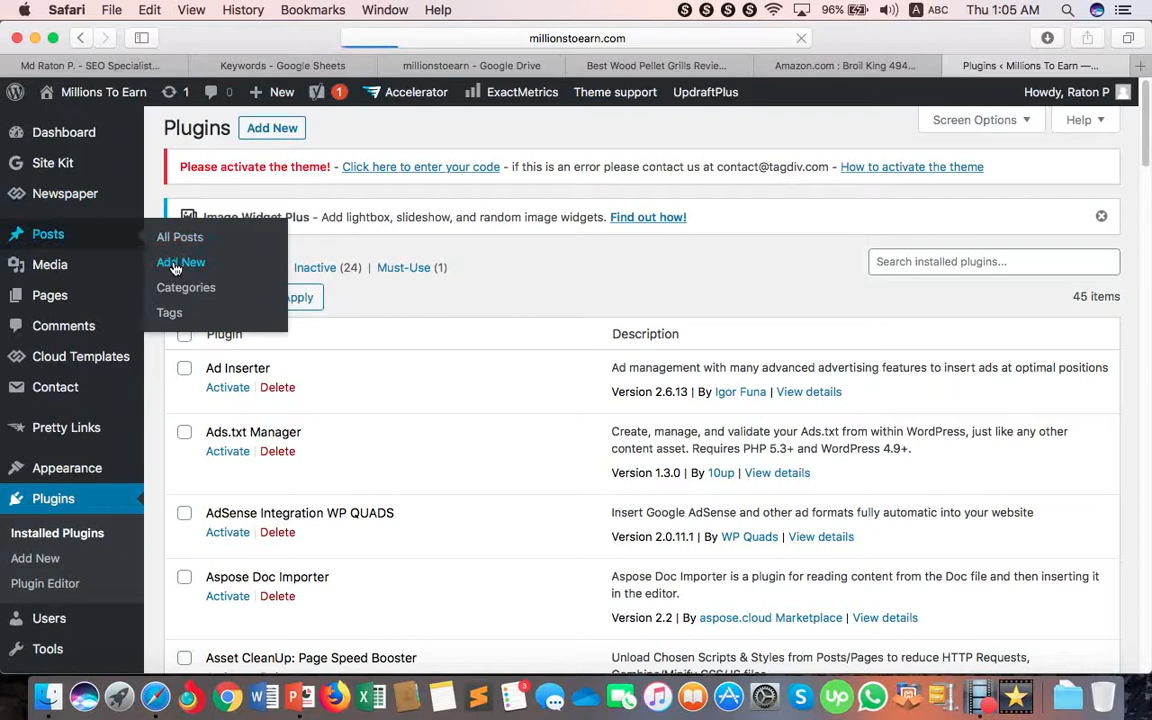 Safari File Edit View History Bookmarks Window Help 96% ABC Thu 1:05 AM
millionstoearn.com
Md Raton P. - SEO Specialist... Keywords - Google Sheets millionstoearn - Google Drive Best Wood Pellet Grills Revie... Amazon.com : Broil King 494... Plugins ‹ Millions To Earn —...
Millions To Earn 1 0 New 1 Accelerator ExactMetrics Theme support UpdraftPlus Howdy, Raton P
Dashboard
Site Kit
Newspaper
Posts
Media
Pages
Comments
Cloud Templates
Contact
Pretty Links
Appearance
Plugins
Installed Plugins
Add New
Plugin Editor
Users
Tools
All Posts
Add New
Categories
Tags
Plugins Add New Screen Options Help
Please activate the theme! - Click here to enter your code - if this is an error please contact us at contact@tagdiv.com - How to activate the theme
Image Widget Plus - Add lightbox, slideshow, and random image widgets. Find out how!
Inactive (24) | Must-Use (1) Search installed plugins...
Apply 45 items
Plugin Description
Ad Inserter Ad management with many advanced advertising features to insert ads at optimal positions
Activate | Delete Version 2.6.13 | By Igor Funa | View details
Ads.txt Manager Create, manage, and validate your Ads.txt from within WordPress, just like any other
content asset. Requires PHP 5.3+ and WordPress 4.9+.
Activate | Delete
Version 1.3.0 | By 10up | View details
AdSense Integration WP QUADS Insert Google AdSense and other ad formats fully automatic into your website
Activate | Delete Version 2.0.11.1 | By WP Quads | View details
Aspose Doc Importer Aspose Doc Importer is a plugin for reading content from the Doc file and then inserting it
in the editor.
Activate | Delete
Version 2.2 | By aspose.cloud Marketplace | View details
Asset CleanUp: Page Speed Booster Unload Chosen Scripts & Styles from Posts/Pages to reduce HTTP Requests,
3